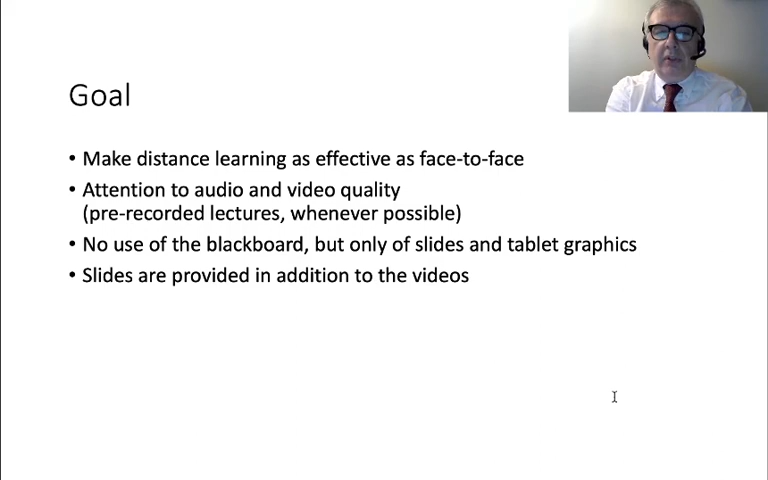 Goal
• Make distance learning as effective as face-to-face
• Attention to audio and video quality
(pre-recorded lectures, whenever possible)
• No use of the blackboard, but only of slides and tablet graphics
• Slides are provided in addition to the videos